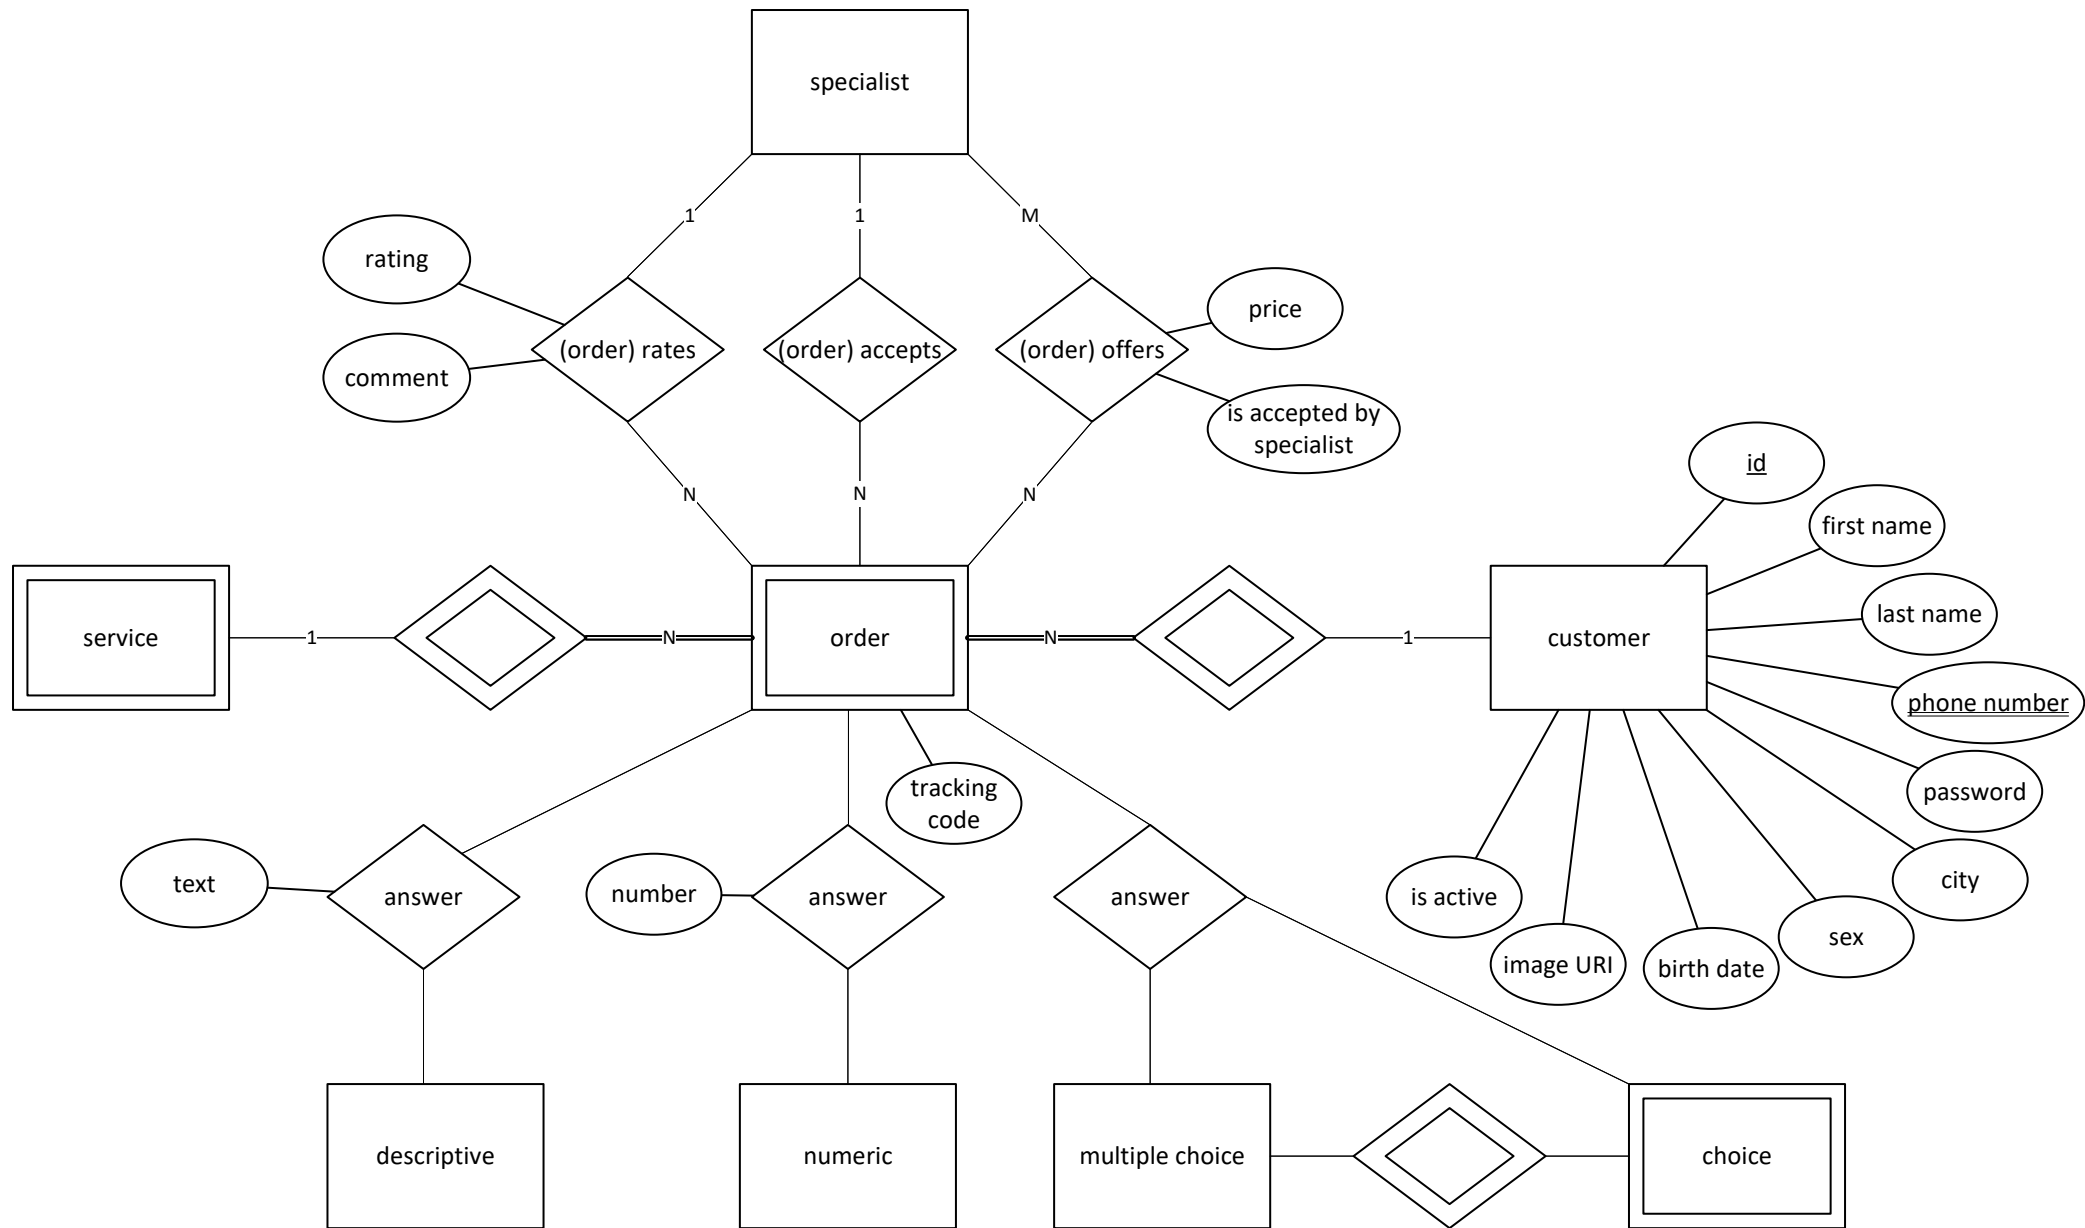 specialist
1
1
M
rating
comment
(order) rates
(order) accepts
(order) offers
price
is accepted by
specialist
N
N
N
id
first name
last name
phone number
password
city
sex
birth date
image URI
is active
service
1
N
order
N
1
customer
tracking
code
text
answer
number
answer
answer
descriptive
numeric
multiple choice
choice